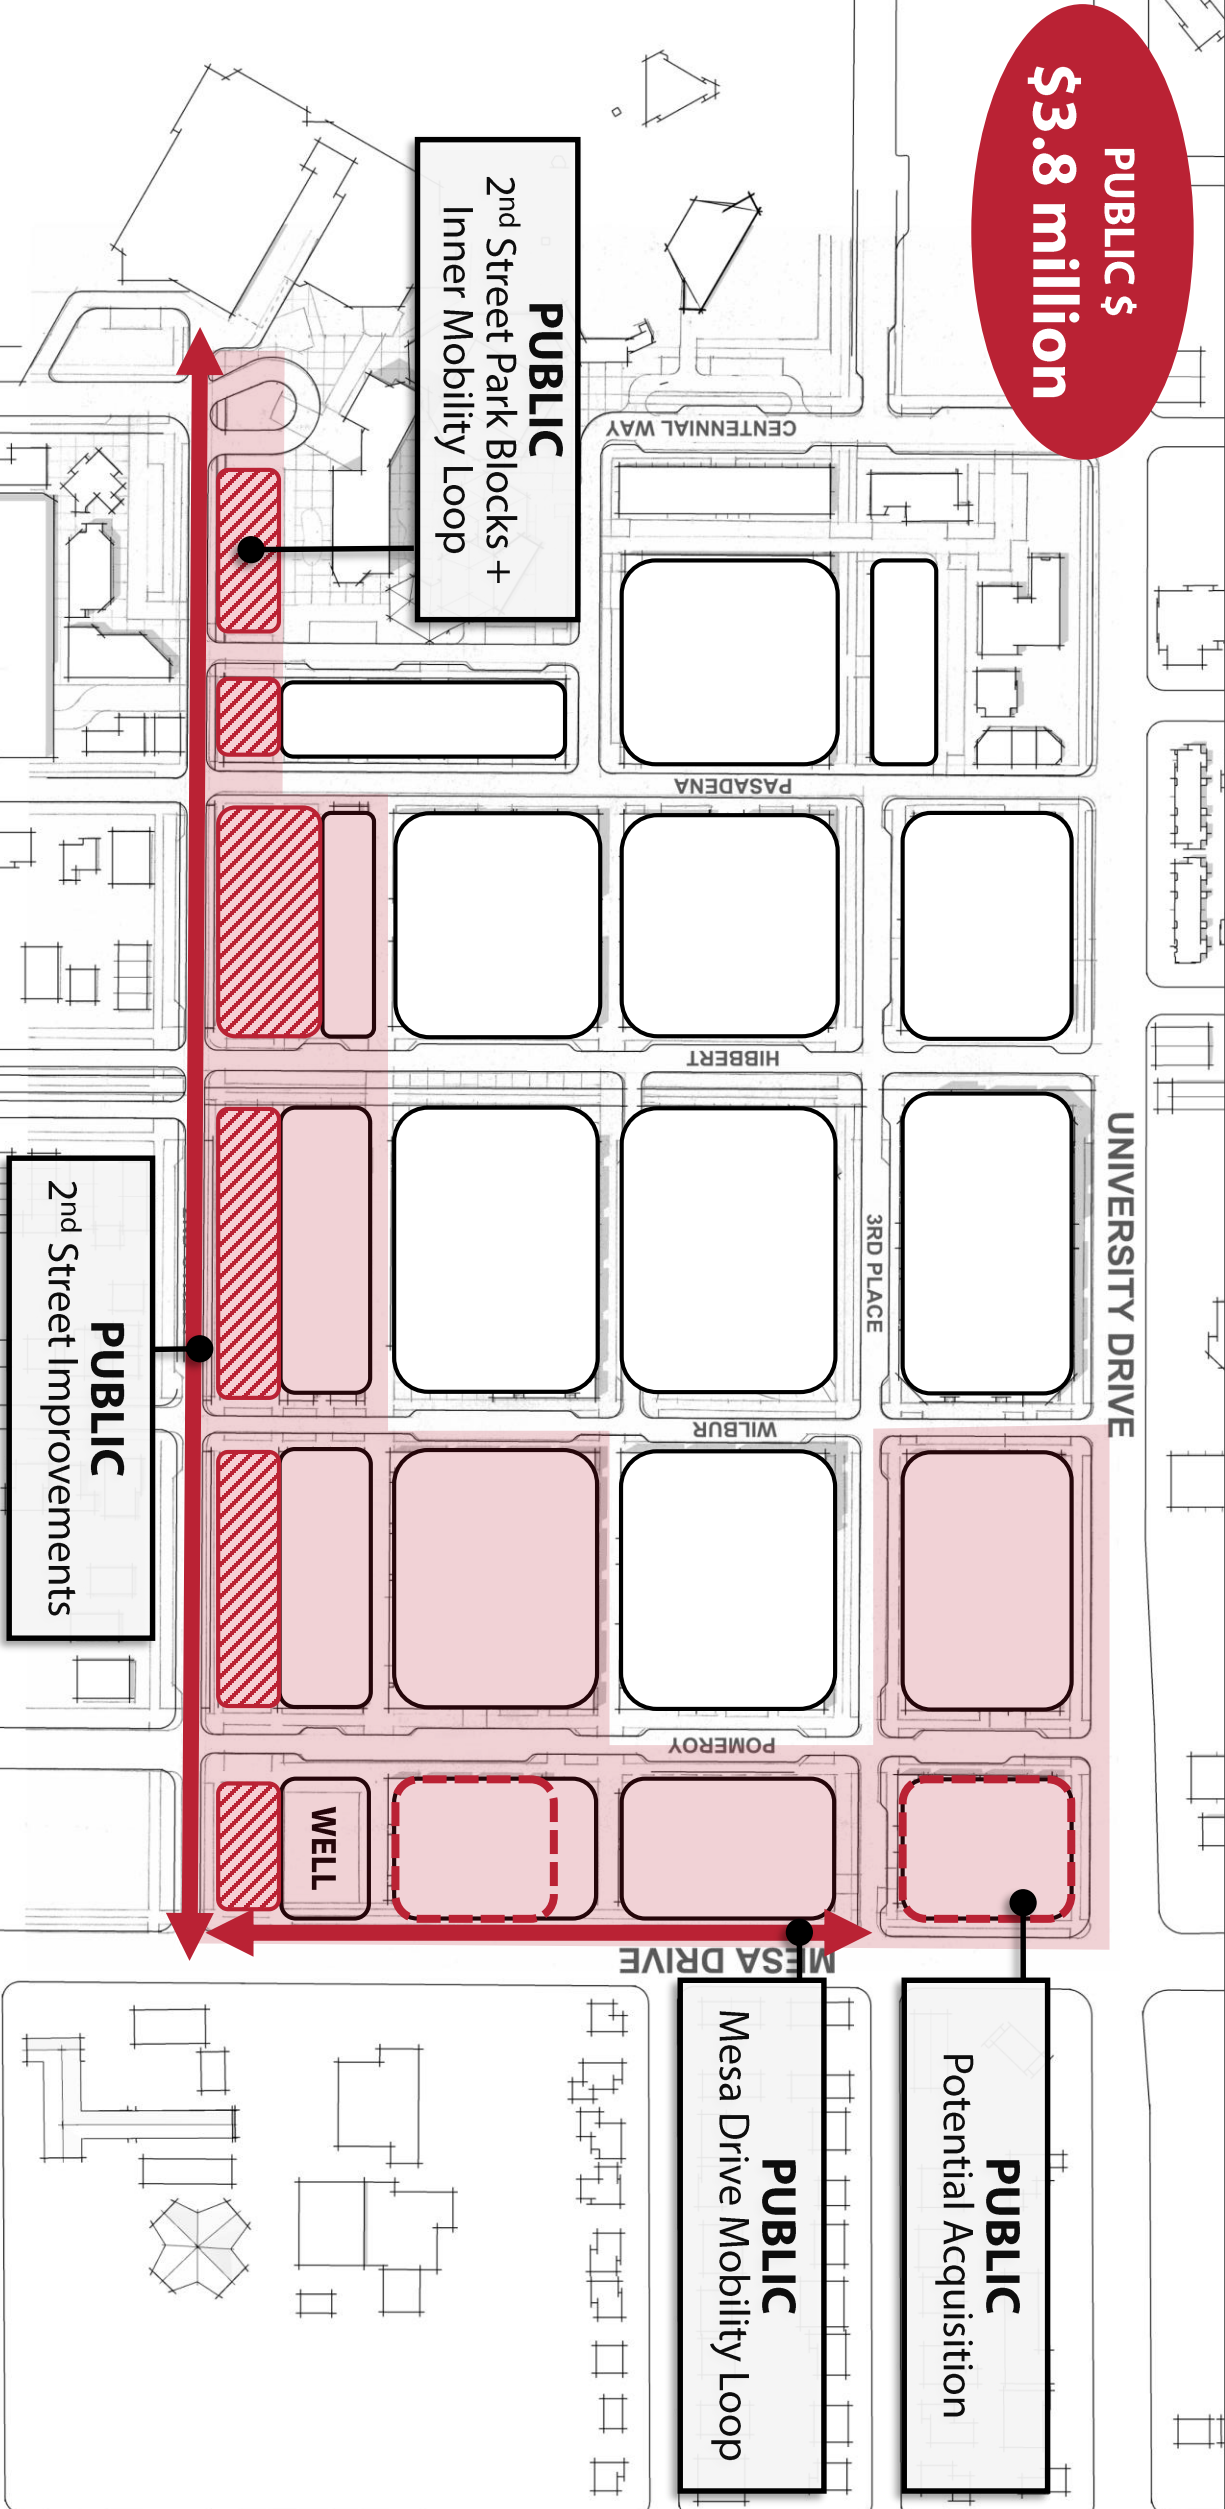 PUBLIC $
$3.8 million
PUBLIC
2nd Street Park Blocks +
Inner Mobility Loop
CENTENNIAL WAY
PASADENA
HIBBERT
UNIVERSITY DRIVE
3RD PLACE
WILBUR
POMEROY
PUBLIC
2nd Street Improvements
WELL
MESA DRIVE
PUBLIC
Mesa Drive Mobility Loop
PUBLIC
Potential Acquisition